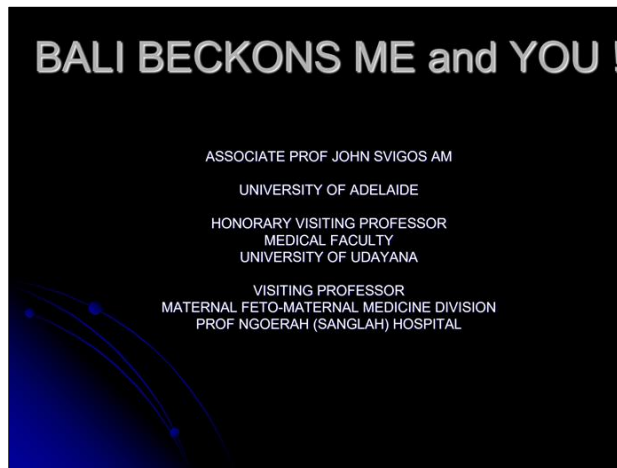 BALI BECKONS ME and YOU !
ASSOCIATE PROF JOHN SVIGOS AM
UNIVERSITY OF ADELAIDE
HONORARY VISITING PROFESSOR
MEDICAL FACULTY
UNIVERSITY OF UDAYANA
VISITING PROFESSOR
MATERNAL FETO-MATERNAL MEDICINE DIVISION
PROF NGOERAH (SANGLAH) HOSPITAL